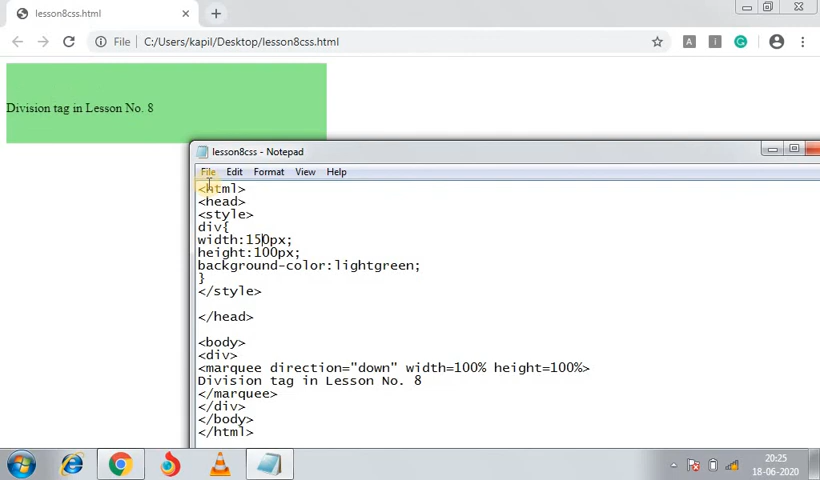 lesson8css.html
File C:/Users/kapil/Desktop/lesson8css.html
A
Division tag in Lesson No. 8
lesson8css - Notepad
File Edit Format View Help
<html>
<head>
<style>
div{
width:150px;
height:100px;
background-color:lightgreen;
}
</style>
</head>
<body>
<div>
<marquee direction="down" width=100% height=100%>
Division tag in Lesson No. 8
</marquee>
</div>
</body>
</html>
20:25
18-06-2020